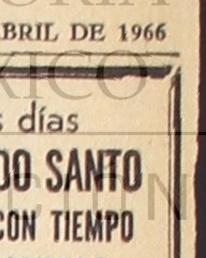 ABRIL DE 1966
s días
DO SANTO
CON TIEMPO